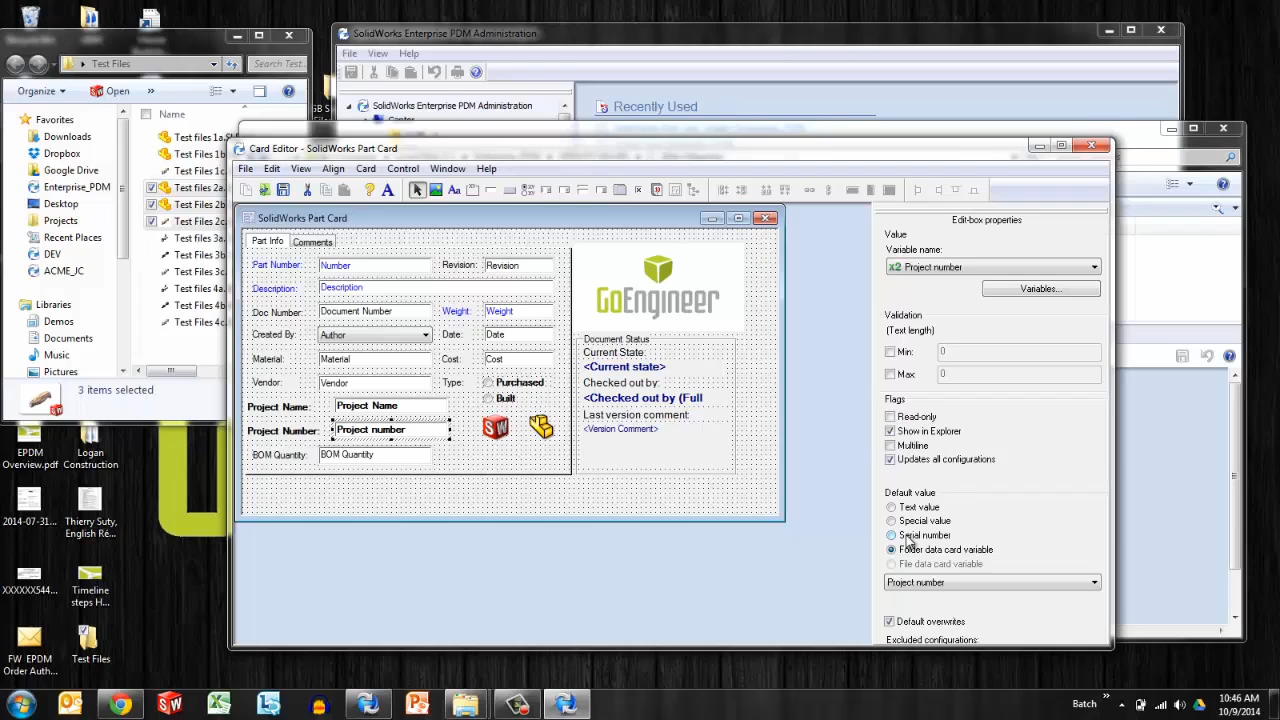 SolidWorks Enterprise PDM Administration
File View Help
SolidWorks Enterprise PDM Administration
Recently Used
Test Files
Search Test...
Organize
Open
Name
Favorites
Downloads
Dropbox
Google Drive
Enterprise_PDM
Desktop
Projects
Recent Places
DEV
ACME_JC
Libraries
Demos
Documents
Music
Pictures
Test files 1a.
Test Files 1b
Test Files 1c
Test files 2a.
Test Files 2b
Test Files 2c
Test Files 3a.
Test Files 3b
Test files 4a.
Test Files 4b
Test Files 4c
3 items selected
Card Editor - SolidWorks Part Card
File Edit View Align Card Control Window Help
SolidWorks Part Card
Part Info Comments
Part Number: Number Revision: Revision
Description: Description
Doc Number: Document Number Weight: Weight
Created By: Author Date: Date
Material: Material Cost: Cost
Vendor: Vendor Type: Purchased
Built
Project Name: Project Name
Project Number: Project number
BOM Quantity: BOM Quantity
GoEngineer
Document Status
Current State:
<Current state>
Checked out by:
<Checked out by (Full
Last version comment:
<Version Comment>
Edit-box properties
Value
Variable name:
x2 Project number
Variables...
Validation
(Text length)
Min: 0
Max 0
Flags
Read-only
Show in Explorer
Multiline
Updates all configurations
Default value
Text value
Special value
Serial number
Folder data card variable
File data card variable
Project number
Default overwrites
Excluded configurations:
EPDM
Overview.pdf
Logan
Construction
2014-07-31...
Thierry Suty,
English Ré...
XXXXXX544...
Timeline
steps H...
FW_EPDM
Order Auth...
Test Files
Batch
10:46 AM
10/9/2014